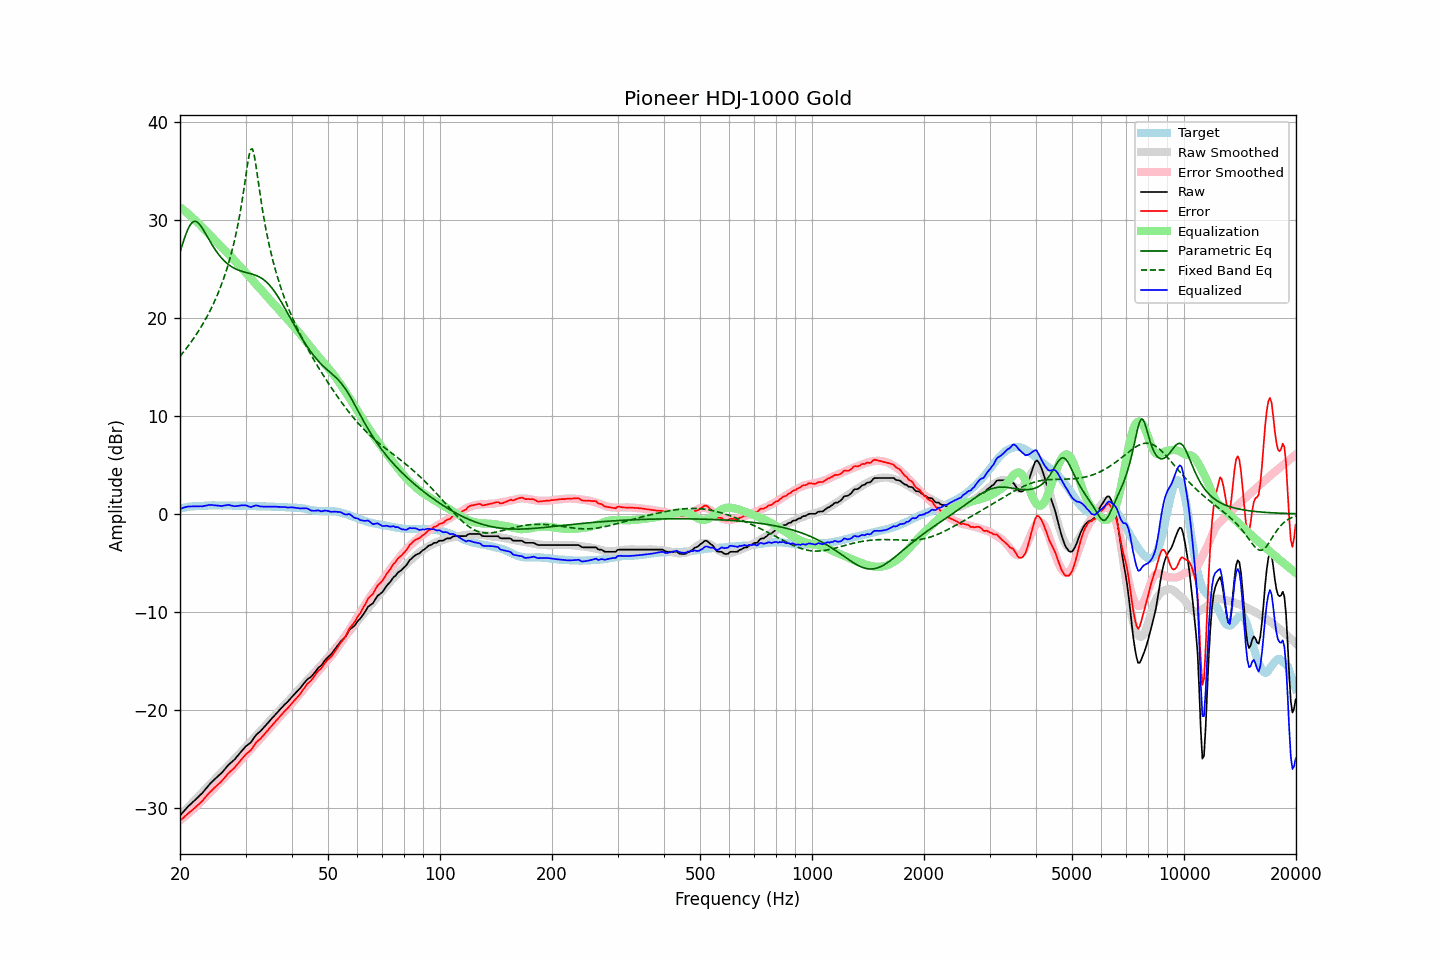 Pioneer HDJ-1000 Gold
40
30
20
10
0
−10
−20
−30
Amplitude (dBr)
Target
Raw Smoothed
Error Smoothed
Raw
Error
Equalization
Parametric Eq
Fixed Band Eq
Equalized
20 50 100 200 500 1000 2000 5000 10000 20000
Frequency (Hz)